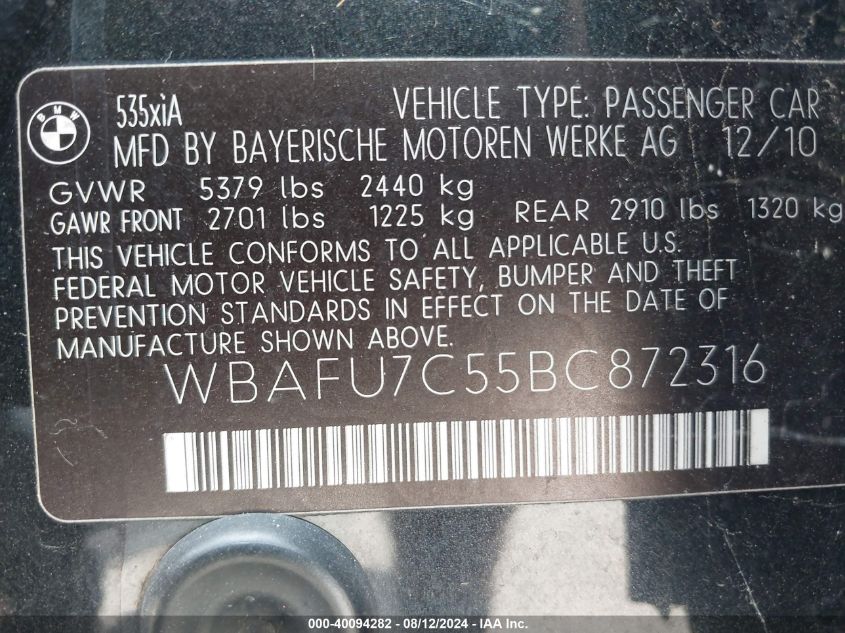 BMW
535xiA VEHICLE TYPE: PASSENGER CAR
MFD BY BAYERISCHE MOTOREN WERKE AG 12/10
GVWR 5379 lbs 2440 kg
GAWR FRONT 2701 lbs 1225 kg REAR 2910 lbs 1320 kg
THIS VEHICLE CONFORMS TO ALL APPLICABLE U.S.
FEDERAL MOTOR VEHICLE SAFETY, BUMPER AND THEFT
PREVENTION STANDARDS IN EFFECT ON THE DATE OF
MANUFACTURE SHOWN ABOVE.
WBAFU7C55BC872316
000-40094282 - 08/12/2024 - IAA Inc.